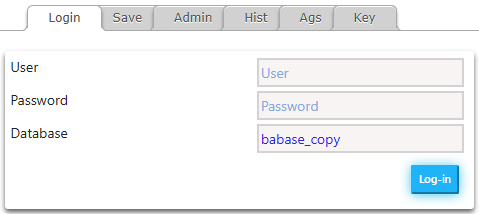 Login Save Admin Hist Ags Key
User User
Password Password
Database babase_copy
Log-in